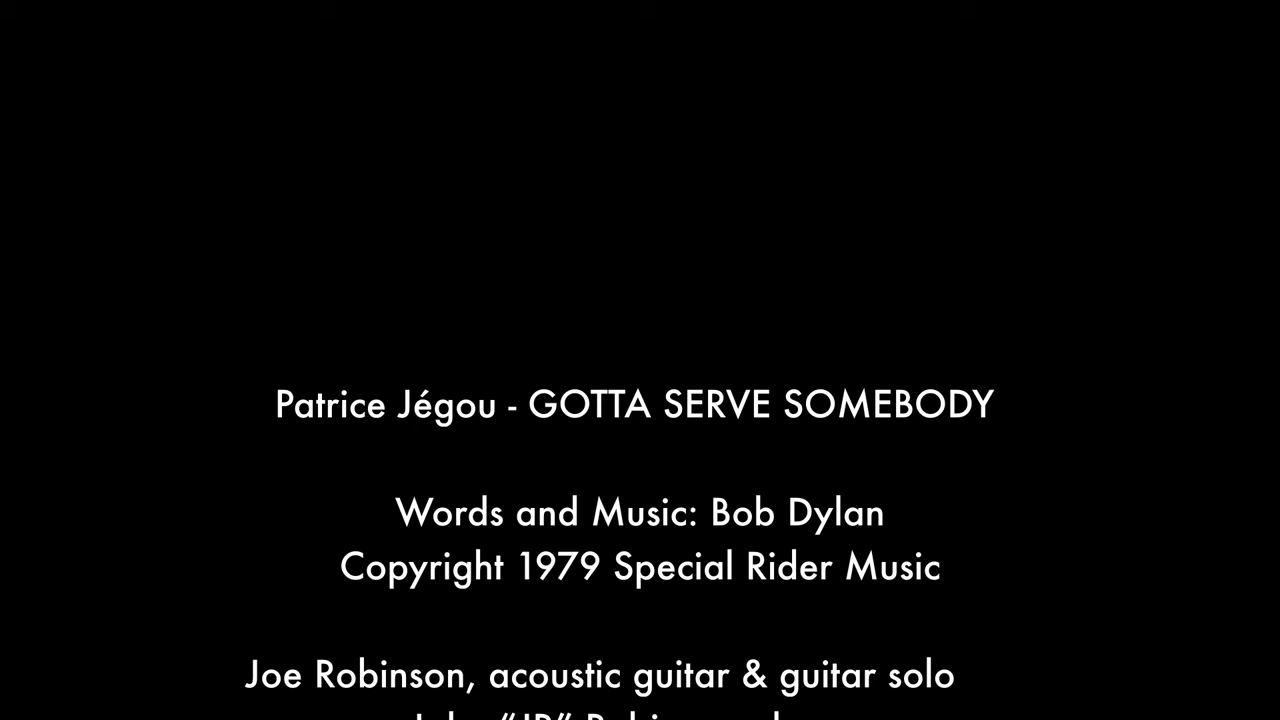 Patrice Jégou - GOTTA SERVE SOMEBODY
Words and Music: Bob Dylan
Copyright 1979 Special Rider Music
Joe Robinson, acoustic guitar & guitar solo